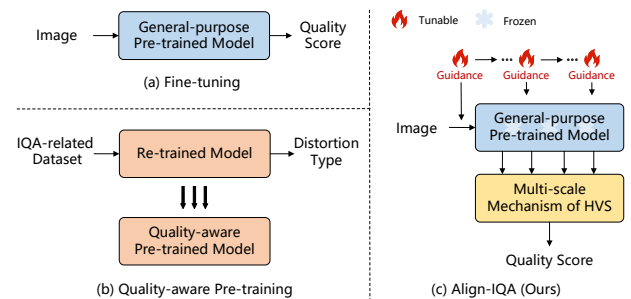 Image
General-purpose
Pre-trained Model
Quality
Score
(a) Fine-tuning
IQA-related
Dataset
Re-trained Model
Distortion
Type
Quality-aware
Pre-trained Model
(b) Quality-aware Pre-training
Tunable
Frozen
...
...
Guidance
Guidance
Guidance
Image
General-purpose
Pre-trained Model
Multi-scale
Mechanism of HVS
Quality Score
(c) Align-IQA (Ours)